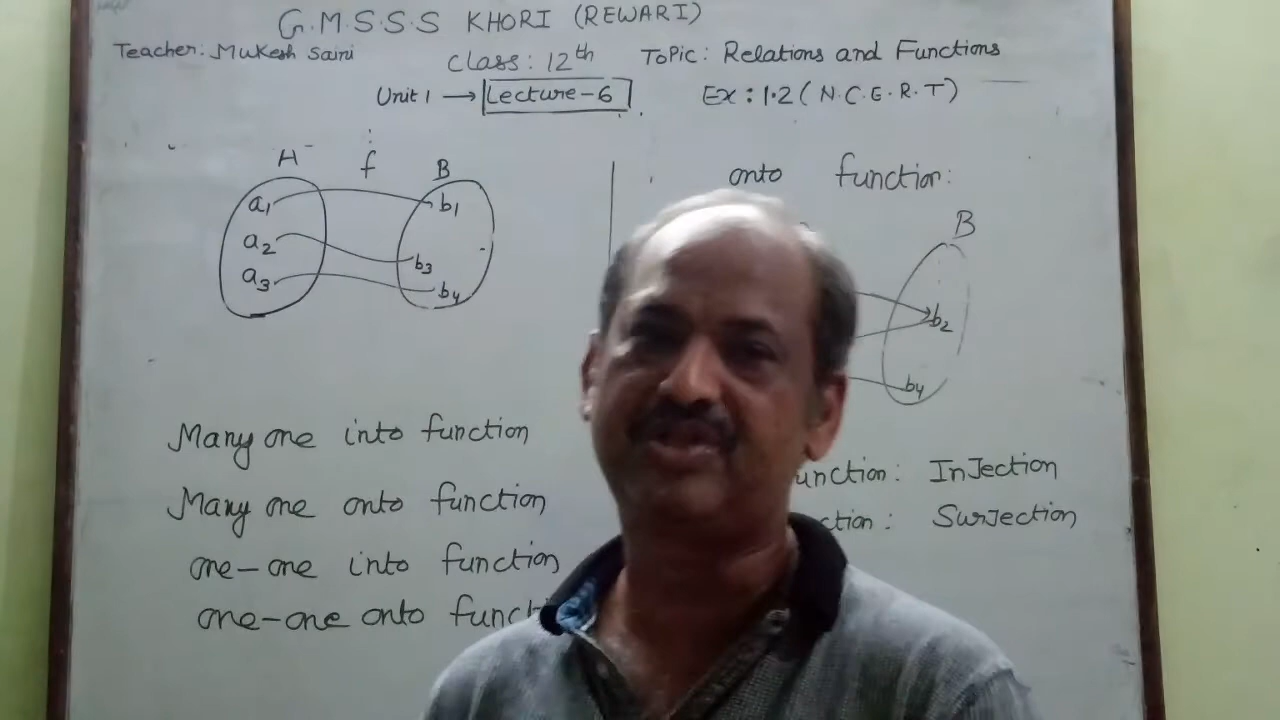 G.M.S.S.S KHORI (REWARI)
Teacher: Mukesh Saini Class: 12th Topic: Relations and Functions
Unit 1 → Lecture-6 Ex: 1.2 (N.C.E.R.T)
A f B
a1 b1
a2 b3
a3 b4
onto function:
B
b2
b4
Many one into function
Many one onto function
one-one into function
one-one onto
unction: InJection
ction: SurJection